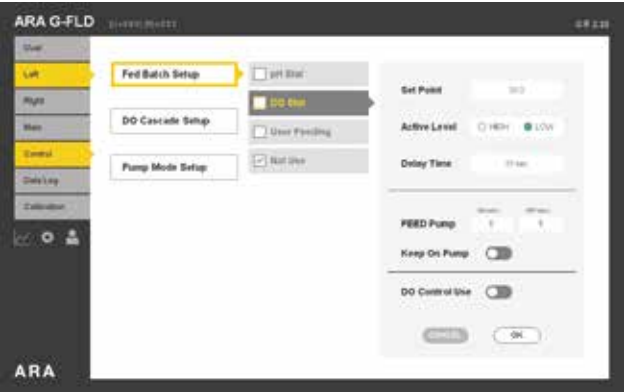 ARA G-FLD
Dual
Left
Right
Main
Control
Data Log
Calibration
Fed Batch Setup
DO Cascade Setup
Pump Mode Setup
pH Stat
DO Stat
User Feeding
Not Use
Set Point
Active Level
HIGH
LOW
Delay Time
FEED Pump
Keep On Pump
DO Control Use
CANCEL
OK
ARA